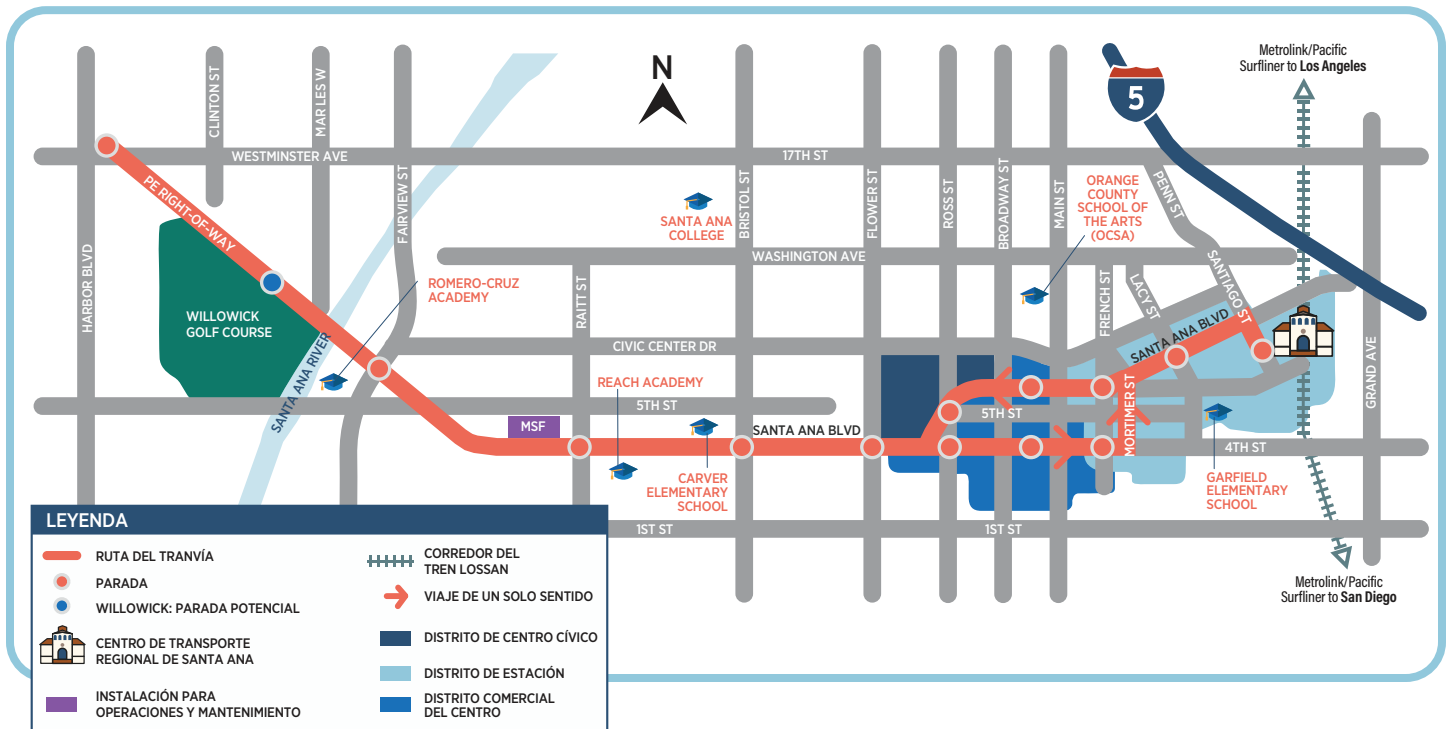 N
Metrolink/Pacific
Surfliner to Los Angeles
5
CLINTON ST
MAR LES W
WESTMINSTER AVE
17TH ST
PE RIGHT-OF-WAY
FAIRVIEW ST
HARBOR BLVD
SANTA ANA
COLLEGE
BRISTOL ST
FLOWER ST
ROSS ST
BROADWAY ST
MAIN ST
ORANGE
COUNTY
SCHOOL OF
THE ARTS
(OCSA)
PENN ST
WASHINGTON AVE
SANTIAGO ST
ROMERO-CRUZ
ACADEMY
RAITT ST
FRENCH ST
LACY ST
WILLOWICK
GOLF COURSE
SANTA ANA RIVER
CIVIC CENTER DR
SANTA ANA BLVD
GRAND AVE
REACH ACADEMY
5TH ST
5TH ST
MORTIMER ST
MSF
SANTA ANA BLVD
4TH ST
CARVER
ELEMENTARY
SCHOOL
GARFIELD
ELEMENTARY
SCHOOL
1ST ST
1ST ST
Metrolink/Pacific
Surfliner to San Diego
LEYENDA
RUTA DEL TRANVÍA
PARADA
WILLOWICK: PARADA POTENCIAL
CENTRO DE TRANSPORTE
REGIONAL DE SANTA ANA
INSTALACIÓN PARA
OPERACIONES Y MANTENIMIENTO
CORREDOR DEL
TREN LOSSAN
VIAJE DE UN SOLO SENTIDO
DISTRITO DE CENTRO CÍVICO
DISTRITO DE ESTACIÓN
DISTRITO COMERCIAL
DEL CENTRO